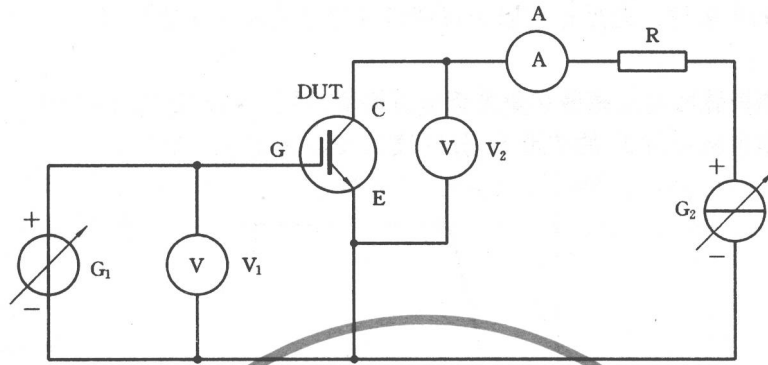 A
A
R
DUT
C
G
V
V₂
E
+
G₂
−
+
G₁
−
V
V₁